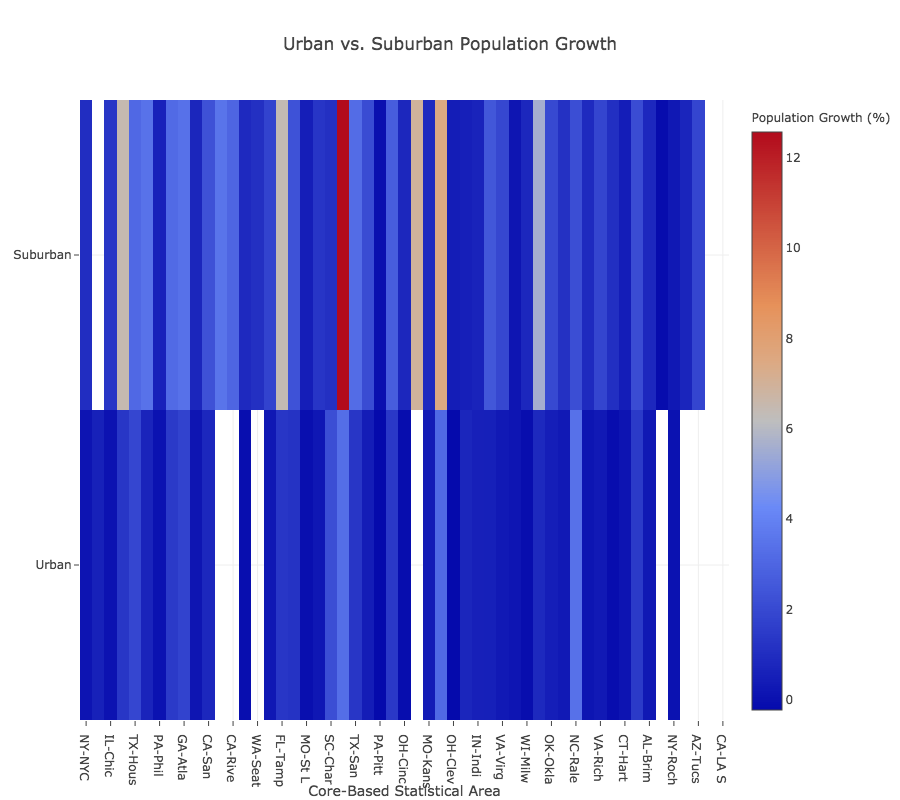 Urban vs. Suburban Population Growth
Population Growth (%)
12
10
8
6
4
2
0
Suburban
Urban
NY-NYC
IL-Chic
TX-Hous
PA-Phil
GA-Atla
CA-San
CA-Rive
WA-Seat
FL-Tamp
MO-St L
SC-Char
TX-San
PA-Pitt
OH-Cinc
MO-Kans
OH-Clev
IN-Indi
VA-Virg
WI-Milw
OK-Okla
NC-Rale
VA-Rich
CT-Hart
AL-Brim
NY-Roch
AZ-Tucs
CA-LA S
Core-Based Statistical Area